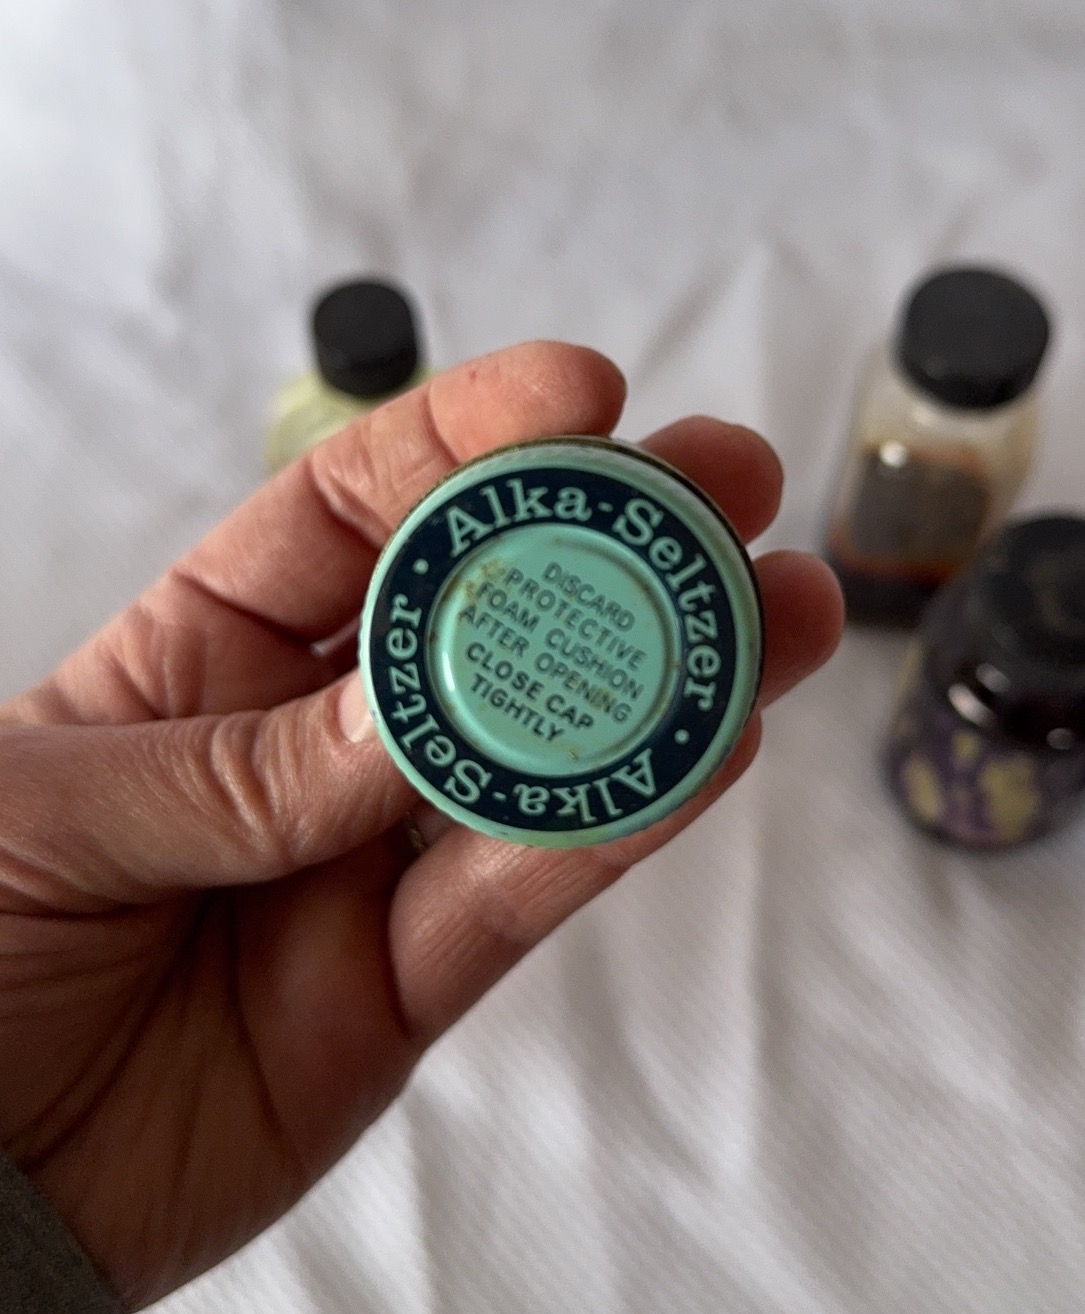 Alka-Seltzer • Alka-Seltzer •
DISCARD
PROTECTIVE
FOAM CUSHION
AFTER OPENING
CLOSE CAP
TIGHTLY